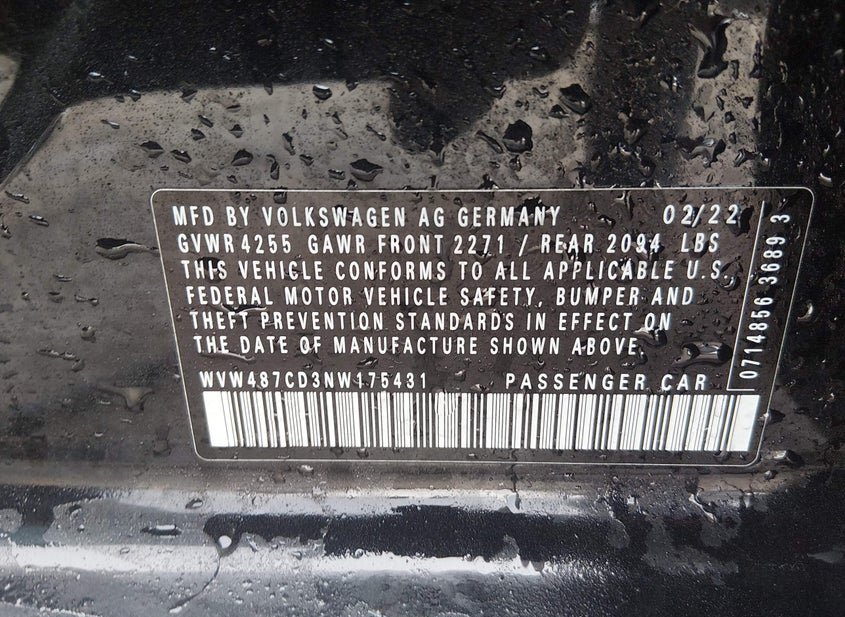 MFD BY VOLKSWAGEN AG GERMANY 02/22
GVWR 4255 GAWR FRONT 2271 / REAR 2094 LBS
THIS VEHICLE CONFORMS TO ALL APPLICABLE U.S.
FEDERAL MOTOR VEHICLE SAFETY, BUMPER AND
THEFT PREVENTION STANDARDS IN EFFECT ON
THE DATE OF MANUFACTURE SHOWN ABOVE.
WVW487CD3NW175431 PASSENGER CAR
0714856 3689 3